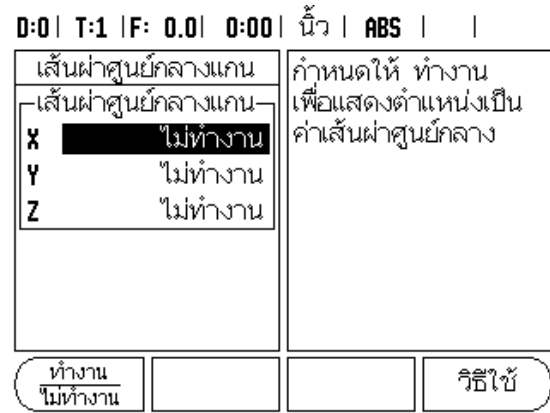 D:0| T:1 |F: 0.0| 0:00| นิ้ว | ABS | |
เส้นผ่าศูนย์กลางแกน
เส้นผ่าศูนย์กลางแกน
X ไม่ทำงาน
Y ไม่ทำงาน
Z ไม่ทำงาน
กำหนดให้ ทำงาน
เพื่อแสดงตำแหน่งเป็น
ค่าเส้นผ่าศูนย์กลาง
ทำงาน
ไม่ทำงาน
วิธีใช้